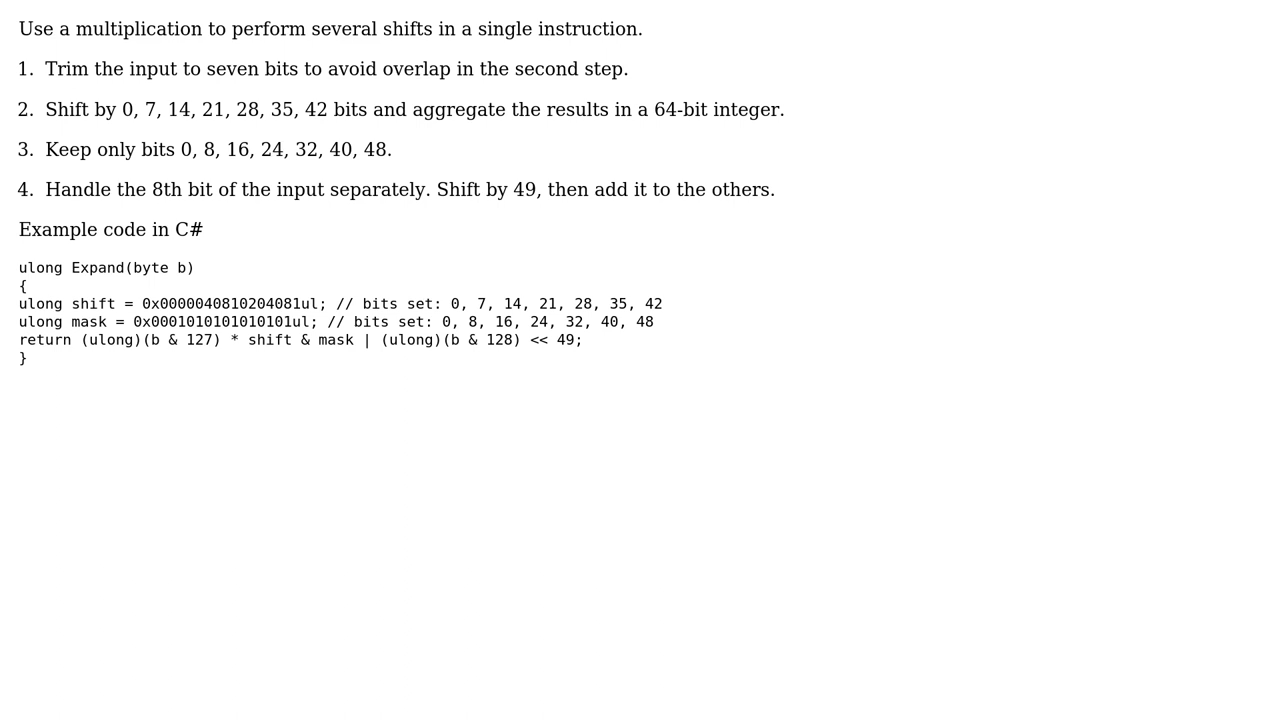 Use a multiplication to perform several shifts in a single instruction.
1. Trim the input to seven bits to avoid overlap in the second step.
2. Shift by 0, 7, 14, 21, 28, 35, 42 bits and aggregate the results in a 64-bit integer.
3. Keep only bits 0, 8, 16, 24, 32, 40, 48.
4. Handle the 8th bit of the input separately. Shift by 49, then add it to the others.
Example code in C#
ulong Expand(byte b)
{
ulong shift = 0x0000040810204081ul; // bits set: 0, 7, 14, 21, 28, 35, 42
ulong mask = 0x0001010101010101ul; // bits set: 0, 8, 16, 24, 32, 40, 48
return (ulong)(b & 127) * shift & mask | (ulong)(b & 128) << 49;
}